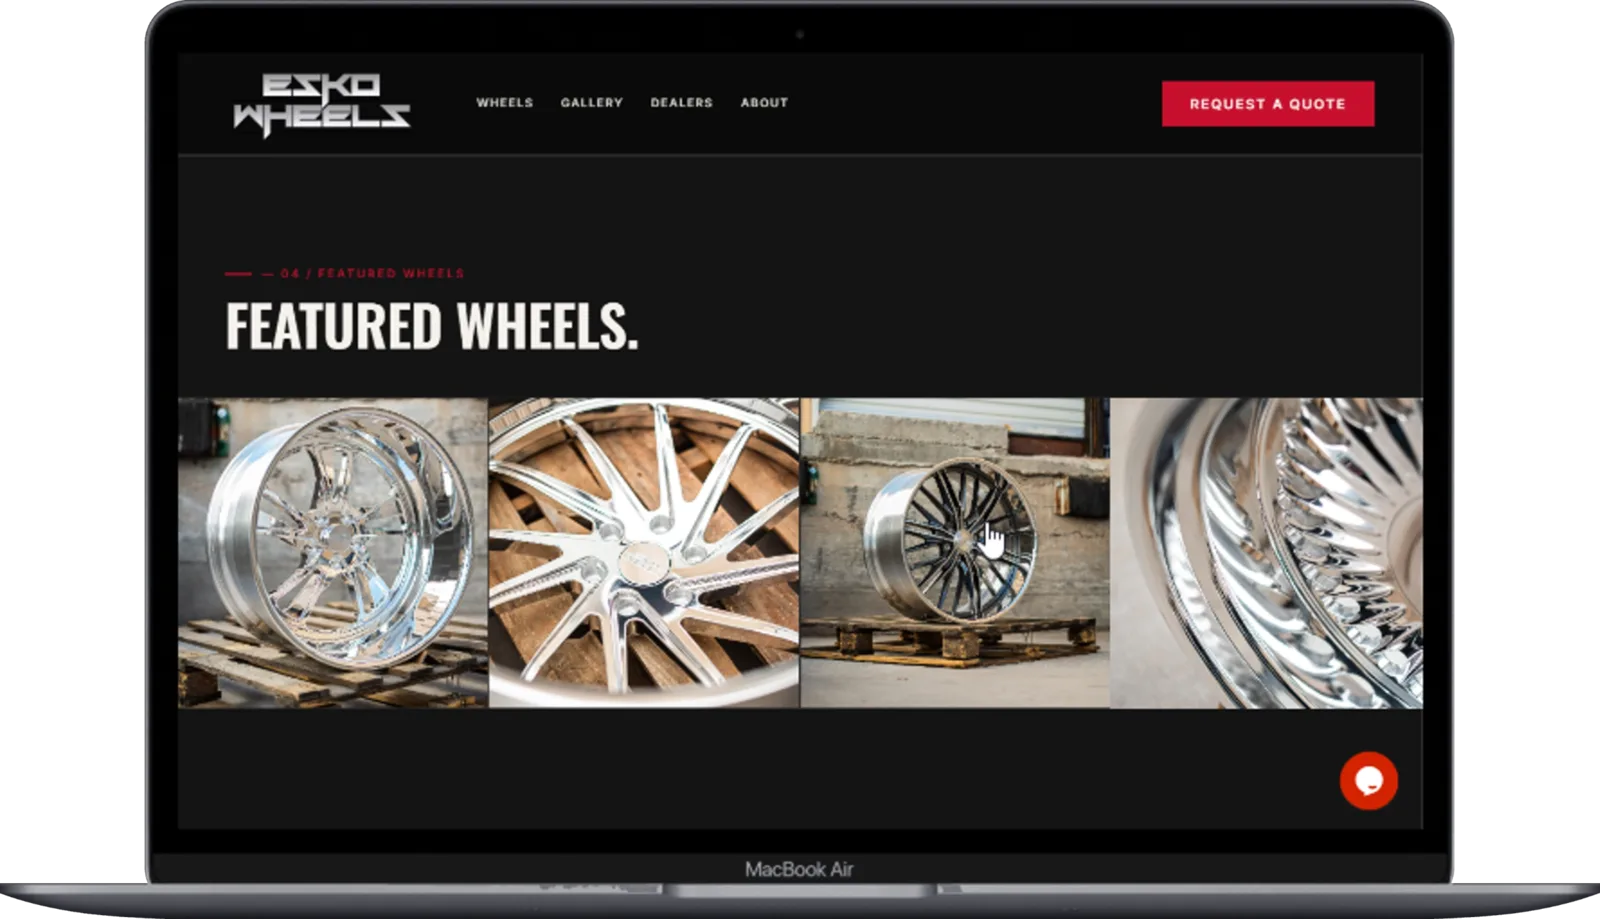 ESKO
WHEELS
WHEELS GALLERY DEALERS ABOUT
REQUEST A QUOTE
— 04 / FEATURED WHEELS
FEATURED WHEELS.
MacBook Air